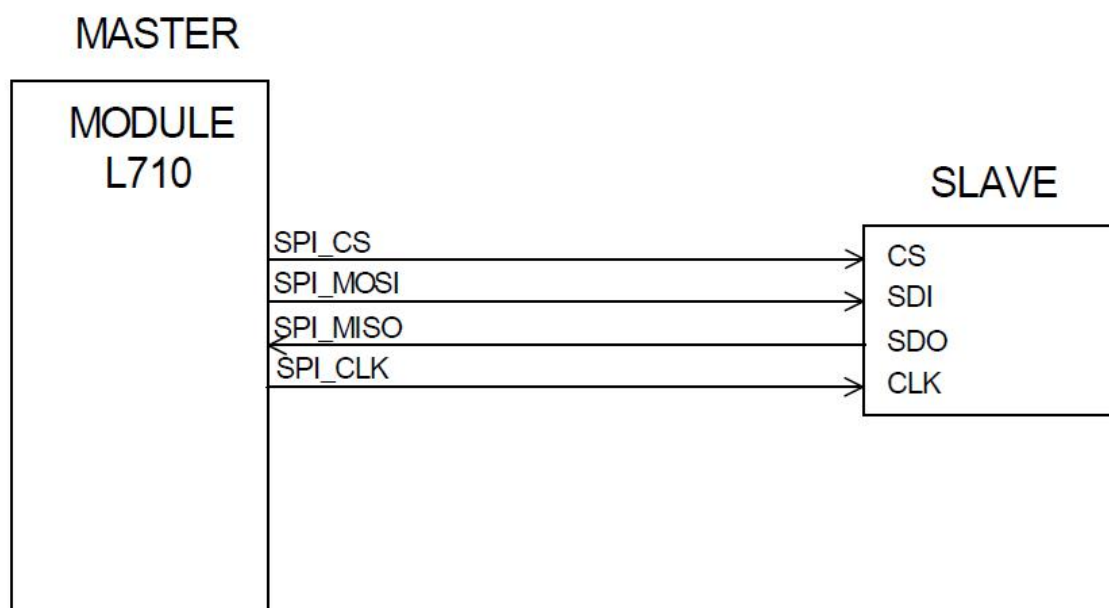 MASTER
MODULE
L710
SLAVE
SPI_CS
CS
SPI_MOSI
SDI
SPI_MISO
SDO
SPI_CLK
CLK